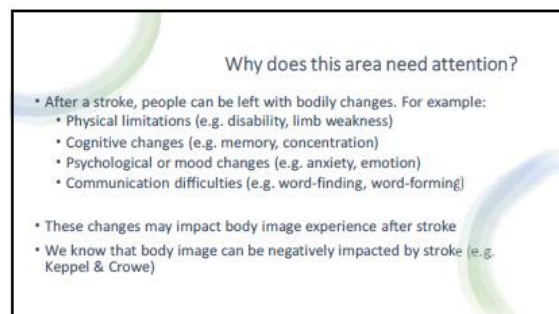 Why does this area need attention?
• After a stroke, people can be left with bodily changes. For example:
• Physical limitations (e.g. disability, limb weakness)
• Cognitive changes (e.g. memory, concentration)
• Psychological or mood changes (e.g. anxiety, emotion)
• Communication difficulties (e.g. word-finding, word-forming)
• These changes may impact body image experience after stroke
• We know that body image can be negatively impacted by stroke (e.g.
Keppel & Crowe)